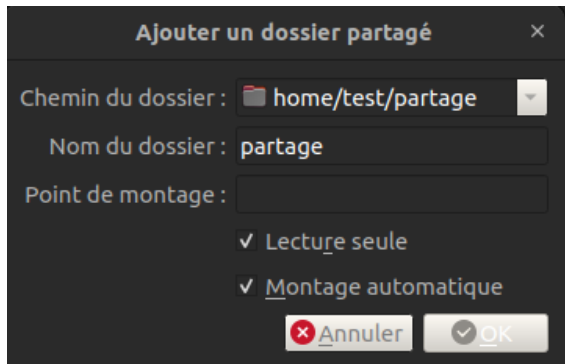 Ajouter un dossier partagé ×
Chemin du dossier : home/test/partage
Nom du dossier : partage
Point de montage :
Lecture seule
Montage automatique
Annuler OK